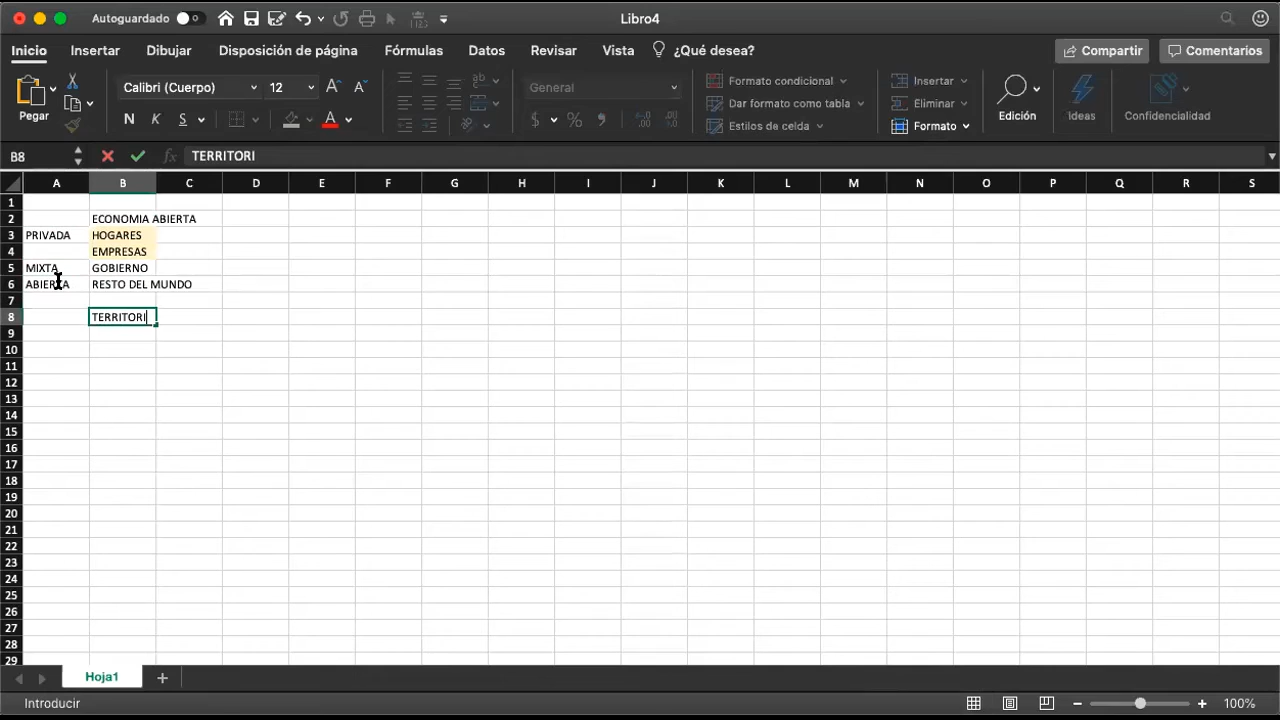 Autoguardado
Libro4
Inicio Insertar Dibujar Disposición de página Fórmulas Datos Revisar Vista ¿Qué desea? Compartir Comentarios
Pegar
Calibri (Cuerpo) 12
N K S
General
Formato condicional
Dar formato como tabla
Estilos de celda
Insertar
Eliminar
Formato
Edición
Ideas
Confidencialidad
B8 fx TERRITORI
A B C D E F G H I J K L M N O P Q R S
1
2 ECONOMIA ABIERTA
3 PRIVADA HOGARES
4 EMPRESAS
5 MIXTA GOBIERNO
6 ABIERTA RESTO DEL MUNDO
7
8 TERRITORI
9
10
11
12
13
14
15
16
17
18
19
20
21
22
23
24
25
26
27
28
29
Hoja1
Introducir 100%